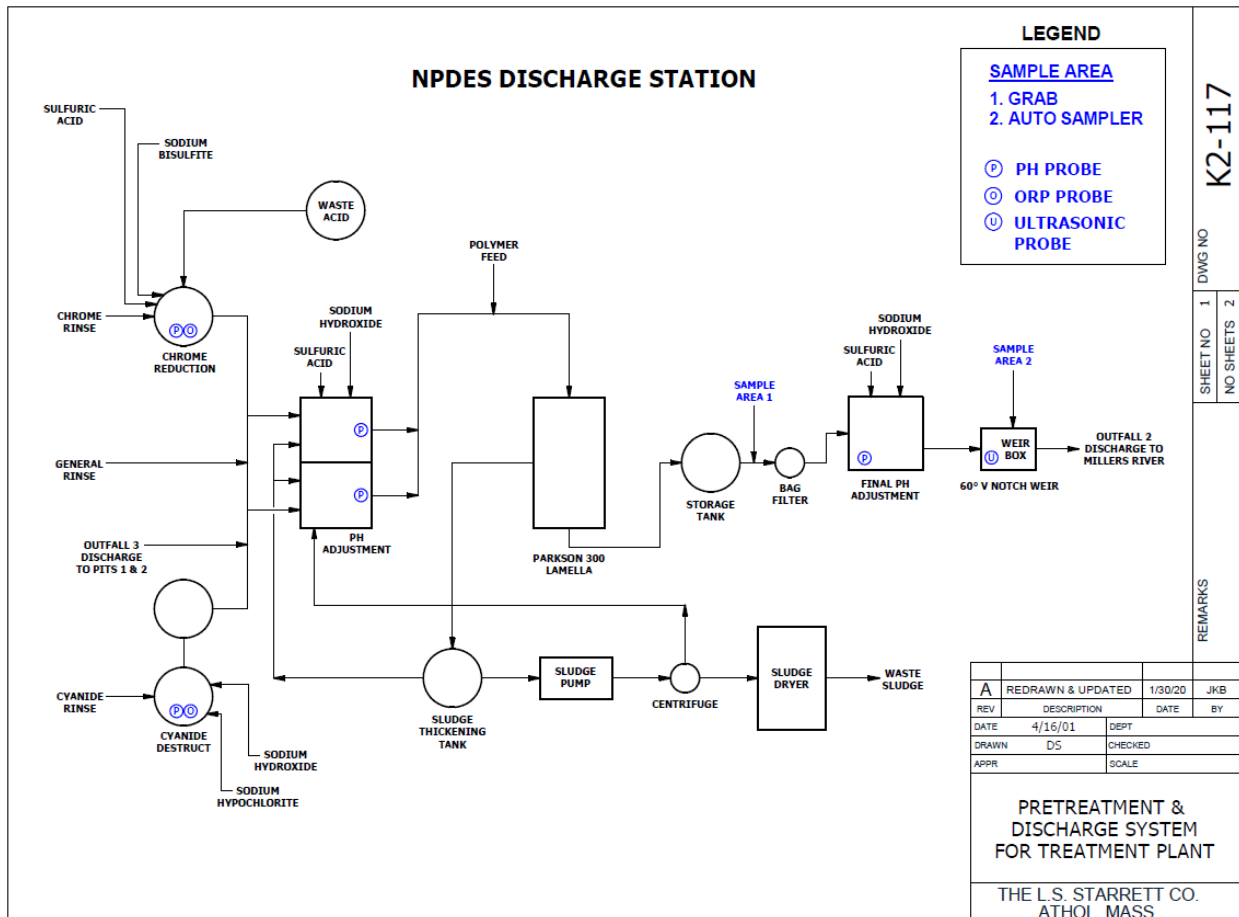 NPDES DISCHARGE STATION
LEGEND
SAMPLE AREA
1. GRAB
2. AUTO SAMPLER
P PH PROBE
O ORP PROBE
U ULTRASONIC
PROBE
SULFURIC
ACID
SODIUM
BISULFITE
WASTE
ACID
CHROME
RINSE
P O
CHROME
REDUCTION
POLYMER
FEED
SODIUM
HYDROXIDE
SULFURIC
ACID
P
P
PH
ADJUSTMENT
GENERAL
RINSE
OUTFALL 3
DISCHARGE
TO PITS 1 & 2
CYANIDE
RINSE
P O
CYANIDE
DESTRUCT
SODIUM
HYDROXIDE
SODIUM
HYPOCHLORITE
PARKSON 300
LAMELLA
SAMPLE
AREA 1
STORAGE
TANK
BAG
FILTER
SODIUM
HYDROXIDE
SULFURIC
ACID
P
FINAL PH
ADJUSTMENT
SAMPLE
AREA 2
U
WEIR
BOX
60° V NOTCH WEIR
OUTFALL 2
DISCHARGE TO
MILLERS RIVER
SLUDGE
THICKENING
TANK
SLUDGE
PUMP
CENTRIFUGE
SLUDGE
DRYER
WASTE
SLUDGE
K2-117
DWG NO
SHEET NO 1
NO SHEETS 2
REMARKS
A REDRAWN & UPDATED 1/30/20 JKB
REV DESCRIPTION DATE BY
DATE 4/16/01 DEPT
DRAWN DS CHECKED
APPR SCALE
PRETREATMENT &
DISCHARGE SYSTEM
FOR TREATMENT PLANT
THE L.S. STARRETT CO.
ATHOL MASS